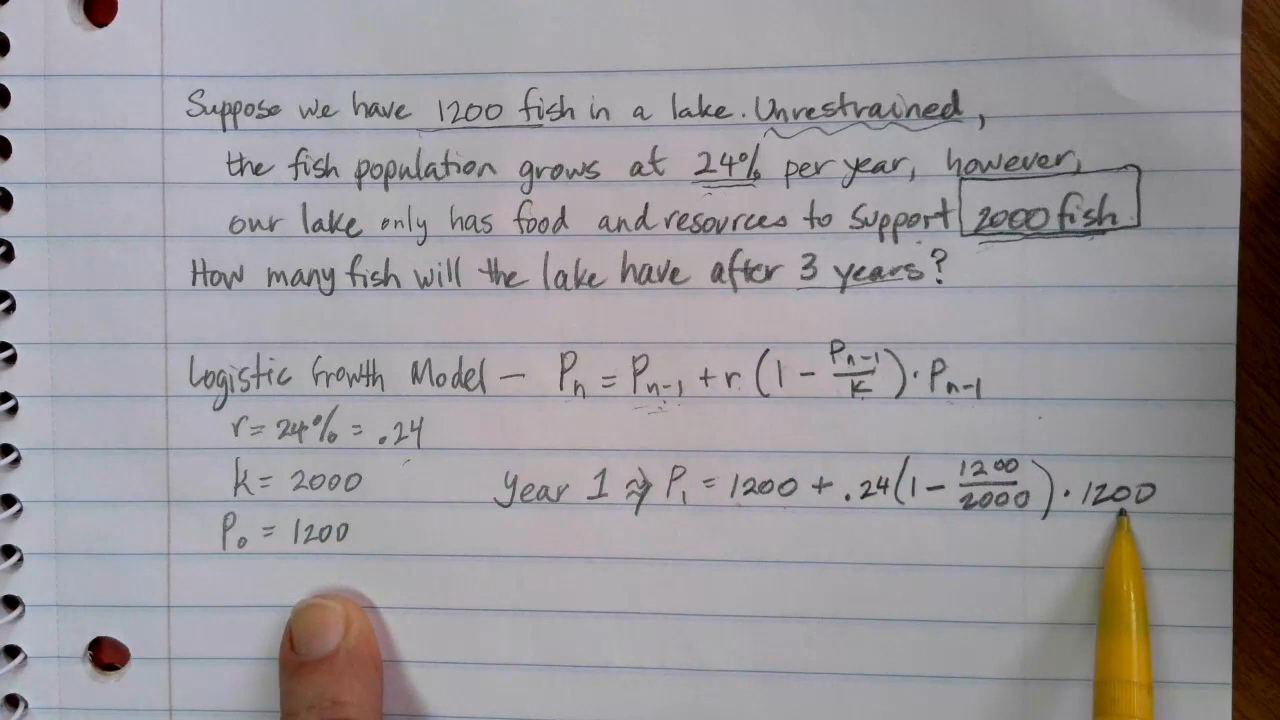 Suppose we have 1200 fish in a lake. Unrestrained,
the fish population grows at 24% per year, however,
our lake only has food and resources to support 2000 fish.
How many fish will the lake have after 3 years?
Logistic Growth Model — Pₙ = Pₙ₋₁ + r (1 - Pₙ₋₁/K) · Pₙ₋₁
r = 24% = .24
K = 2000
Year 1 ⇒ P₁ = 1200 + .24 (1 - 1200/2000) · 1200
P₀ = 1200